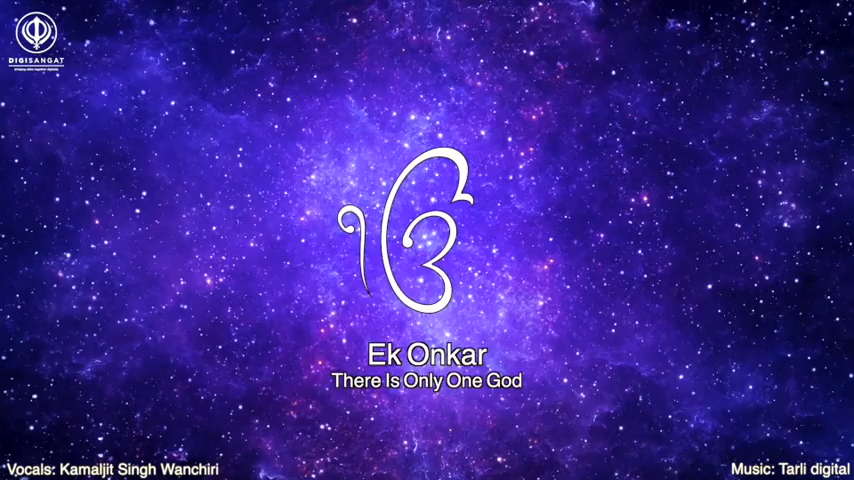 DIGISANGAT
ੴ
Ek Onkar
There Is Only One God
Vocals: Kamaljit Singh Wanchiri
Music: Tarli digital